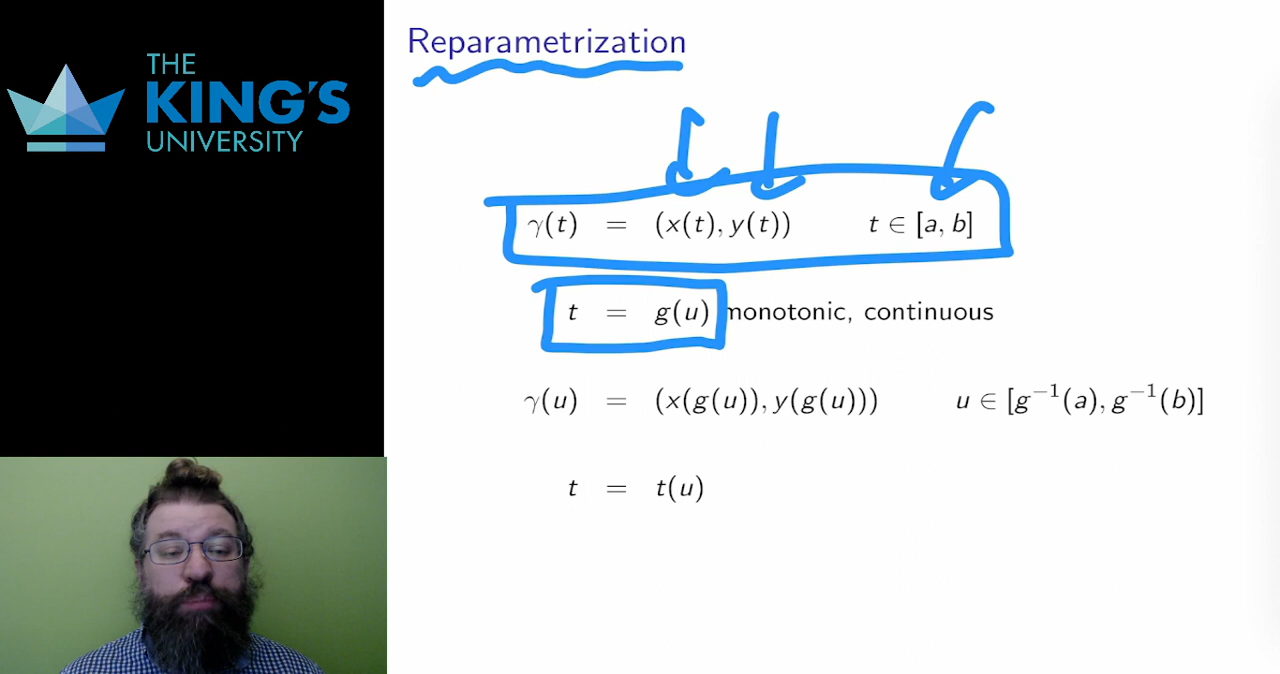 THE
KING'S
UNIVERSITY
Reparametrization
γ(t) = (x(t), y(t)) t ∈ [a, b]
t = g(u) monotonic, continuous
γ(u) = (x(g(u)), y(g(u))) u ∈ [g⁻¹(a), g⁻¹(b)]
t = t(u)